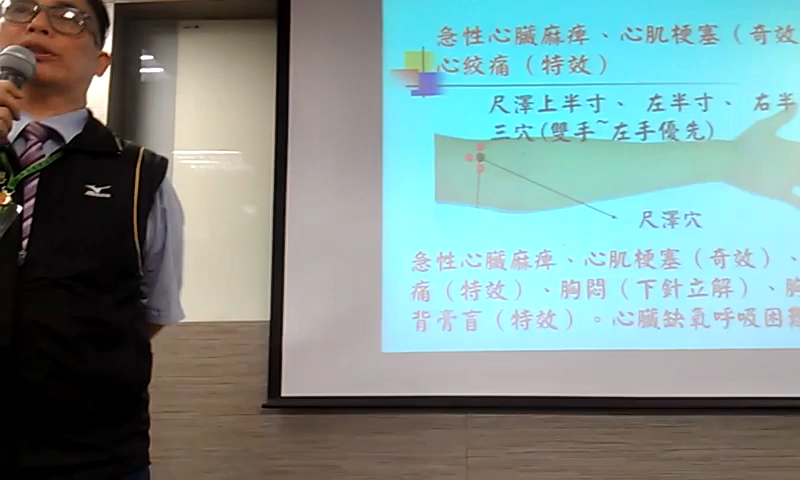 急性心臟麻痺、心肌梗塞（奇效
心絞痛（特效）
尺澤上半寸、左半寸、右半
三穴(雙手~左手優先)
尺澤穴
急性心臟麻痺、心肌梗塞（奇效）、
痛（特效）、胸悶（下針立解）、胸
背膏肓（特效）。心臟缺氧呼吸困難